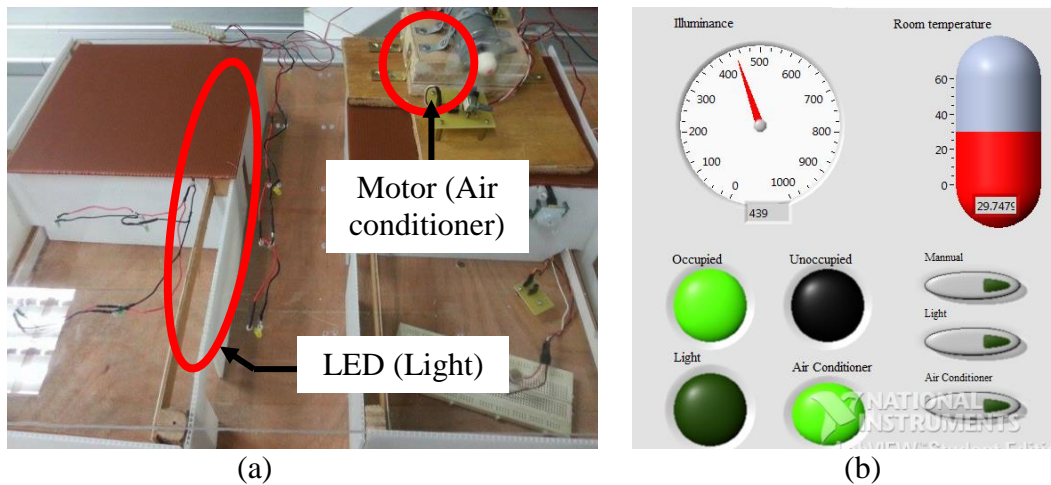 Motor (Air
conditioner)
LED (Light)
(a)
Illuminance
0
100
200
300
400
500
600
700
800
900
1000
439
Room temperature
60
40
20
0
29.7479
Occupied
Unoccupied
Mannual
Light
Light
Air Conditioner
Air Conditioner
NATIONAL
INSTRUMENTS
(b)